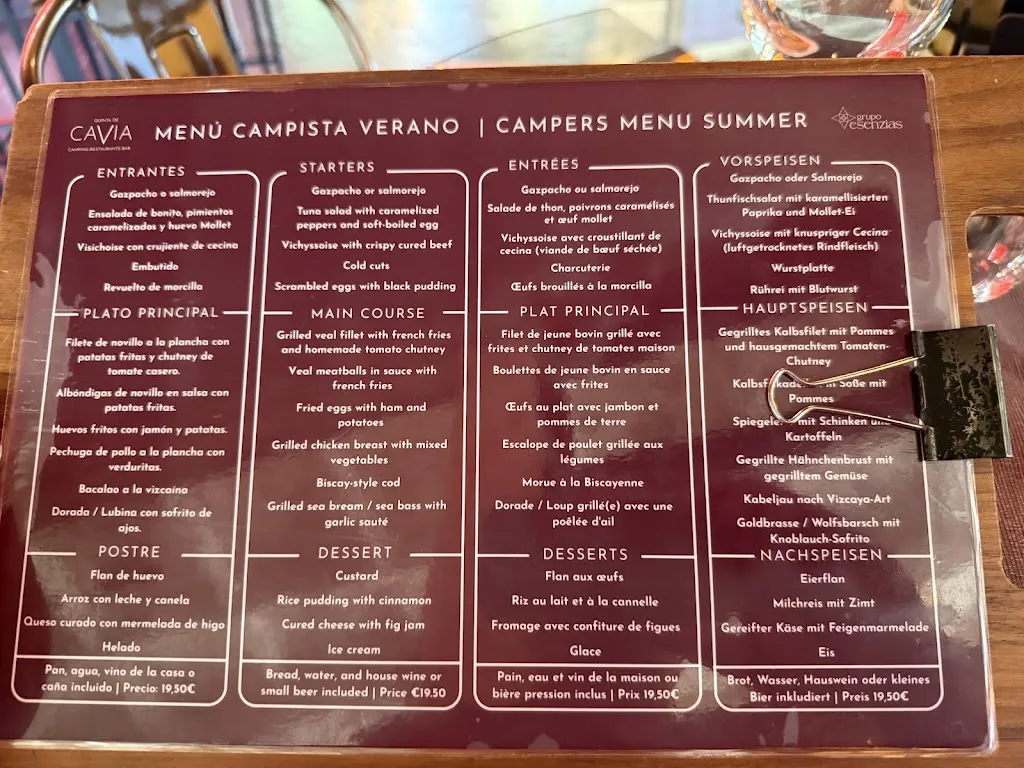 QUINTA DE
CAVIA
CAMPING RESTAURANTE BAR
MENÚ CAMPISTA VERANO | CAMPERS MENU SUMMER
grupo
esenzias
ENTRANTES
Gazpacho o salmorejo
Ensalada de bonito, pimientos
caramelizados y huevo Mollet
Visichoise con crujiente de cecina
Embutido
Revuelto de morcilla
PLATO PRINCIPAL
Filete de novillo a la plancha con
patatas fritas y chutney de
tomate casero.
Albóndigas de novillo en salsa con
patatas fritas.
Huevos fritos con jamón y patatas.
Pechuga de pollo a la plancha con
verduritas.
Bacalao a la vizcaína
Dorada / Lubina con sofrito de
ajos.
POSTRE
Flan de huevo
Arroz con leche y canela
Queso curado con mermelada de higo
Helado
Pan, agua, vino de la casa o
caña incluido | Precio: 19,50€
STARTERS
Gazpacho or salmorejo
Tuna salad with caramelized
peppers and soft-boiled egg
Vichyssoise with crispy cured beef
Cold cuts
Scrambled eggs with black pudding
MAIN COURSE
Grilled veal fillet with french fries
and homemade tomato chutney
Veal meatballs in sauce with
french fries
Fried eggs with ham and
potatoes
Grilled chicken breast with mixed
vegetables
Biscay-style cod
Grilled sea bream / sea bass with
garlic sauté
DESSERT
Custard
Rice pudding with cinnamon
Cured cheese with fig jam
Ice cream
Bread, water, and house wine or
small beer included | Price €19.50
ENTRÉES
Gazpacho ou salmorejo
Salade de thon, poivrons caramélisés
et œuf mollet
Vichyssoise avec croustillant de
cecina (viande de bœuf séchée)
Charcuterie
Œufs brouillés à la morcilla
PLAT PRINCIPAL
Filet de jeune bovin grillé avec
frites et chutney de tomates maison
Boulettes de jeune bovin en sauce
avec frites
Œufs au plat avec jambon et
pommes de terre
Escalope de poulet grillée aux
légumes
Morue à la Biscayenne
Dorade / Loup grillé(e) avec une
poêlée d'ail
DESSERTS
Flan aux œufs
Riz au lait et à la cannelle
Fromage avec confiture de figues
Glace
Pain, eau et vin de la maison ou
bière pression inclus | Prix 19,50€
VORSPEISEN
Gazpacho oder Salmorejo
Thunfischsalat mit karamellisierten
Paprika und Mollet-Ei
Vichyssoise mit knuspriger Cecina
(luftgetrocknetes Rindfleisch)
Wurstplatte
Rührei mit Blutwurst
HAUPTSPEISEN
Gegrilltes Kalbsfilet mit Pommes
und hausgemachtem Tomaten-
Chutney
Soße mit
Pommes
mit Schinken und
Kartoffeln
Gegrillte Hähnchenbrust mit
gegrilltem Gemüse
Kabeljau nach Vizcaya-Art
Goldbrasse / Wolfsbarsch mit
Knoblauch-Sofrito
NACHSPEISEN
Eierflan
Milchreis mit Zimt
Gereifter Käse mit Feigenmarmelade
Eis
Brot, Wasser, Hauswein oder kleines
Bier inkludiert | Preis 19,50€